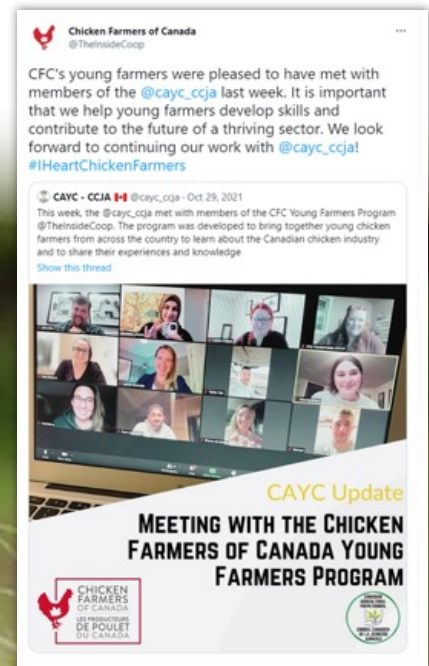 Chicken Farmers of Canada
@TheInsideCoop
CFC's young farmers were pleased to have met with
members of the @cayc_ccja last week. It is important
that we help young farmers develop skills and
contribute to the future of a thriving sector. We look
forward to continuing our work with @cayc_ccja!
#IHeartChickenFarmers
CAYC - CCJA @cayc_ccja · Oct 29, 2021
This week, the @cayc_ccja met with members of the CFC Young Farmers Program
@TheInsideCoop. The program was developed to bring together young chicken
farmers from across the country to learn about the Canadian chicken industry
and to share their experiences and knowledge
Show this thread
CAYC Update
MEETING WITH THE CHICKEN
FARMERS OF CANADA YOUNG
FARMERS PROGRAM
CHICKEN
FARMERS
OF CANADA
LES PRODUCTEURS
DE POULET
DU CANADA